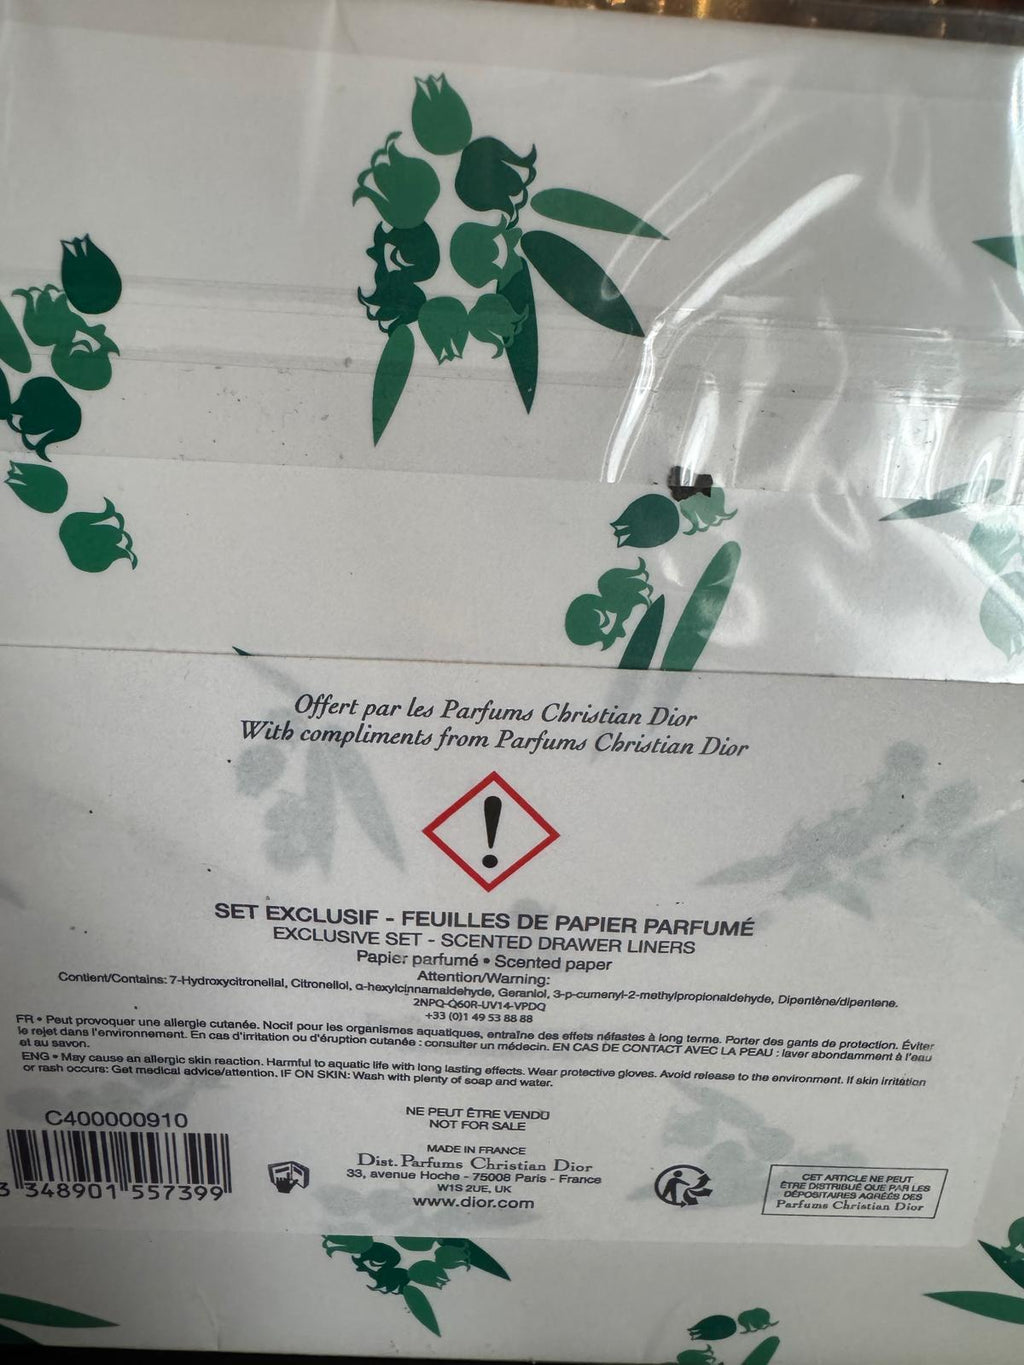 Offert par les Parfums Christian Dior
With compliments from Parfums Christian Dior
SET EXCLUSIF - FEUILLES DE PAPIER PARFUMÉ
EXCLUSIVE SET - SCENTED DRAWER LINERS
Papier parfumé • Scented paper
Attention/Warning:
Contient/Contains: 7-Hydroxycitronellal, Citronellol, α-hexylcinnamaldehyde, Geraniol, 3-p-cumenyl-2-methylpropionaldehyde, Dipentène/dipentene.
2NPQ-Q60R-UV14-VPDQ
+33 (0)1 49 53 88 88
FR • Peut provoquer une allergie cutanée. Nocif pour les organismes aquatiques, entraîne des effets néfastes à long terme. Porter des gants de protection. Éviter
le rejet dans l'environnement. En cas d'irritation ou d'éruption cutanée : consulter un médecin. EN CAS DE CONTACT AVEC LA PEAU : laver abondamment à l'eau
et au savon.
ENG • May cause an allergic skin reaction. Harmful to aquatic life with long lasting effects. Wear protective gloves. Avoid release to the environment. If skin irritation
or rash occurs: Get medical advice/attention. IF ON SKIN: Wash with plenty of soap and water.
C400000910
3 348901 557399
NE PEUT ÊTRE VENDU
NOT FOR SALE
MADE IN FRANCE
Dist. Parfums Christian Dior
33, avenue Hoche - 75008 Paris - France
W1S 2UE, UK
www.dior.com
CET ARTICLE NE PEUT
ÊTRE DISTRIBUÉ QUE PAR LES
DÉPOSITAIRES AGRÉÉS DES
Parfums Christian Dior